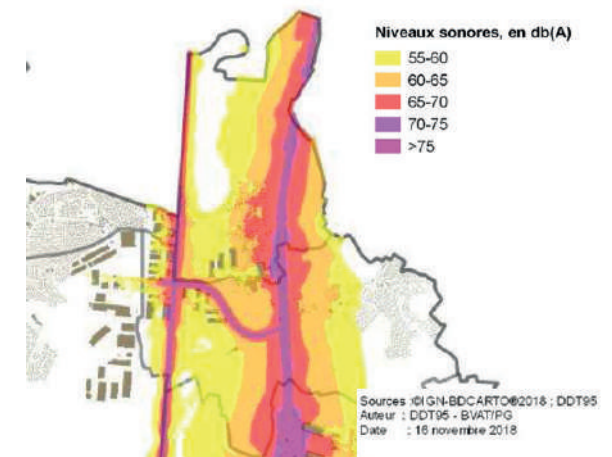 Niveaux sonores, en db(A)
55-60
60-65
65-70
70-75
>75
Sources :©IGN-BDCARTO®2018 ; DDT95
Auteur : DDT95 - BVAT/PG
Date : 16 novembre 2018